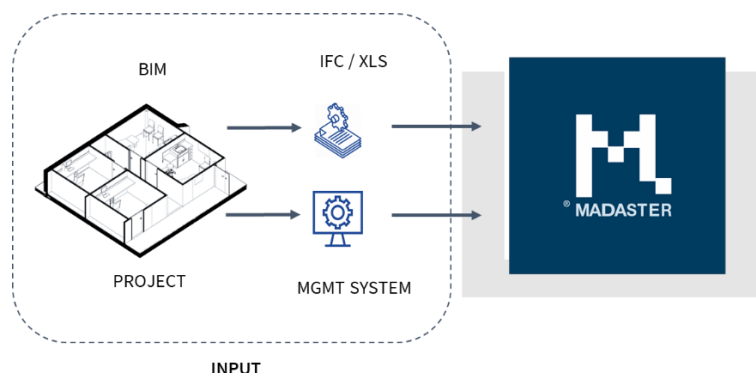 BIM
IFC / XLS
PROJECT
MGMT SYSTEM
INPUT
® MADASTER